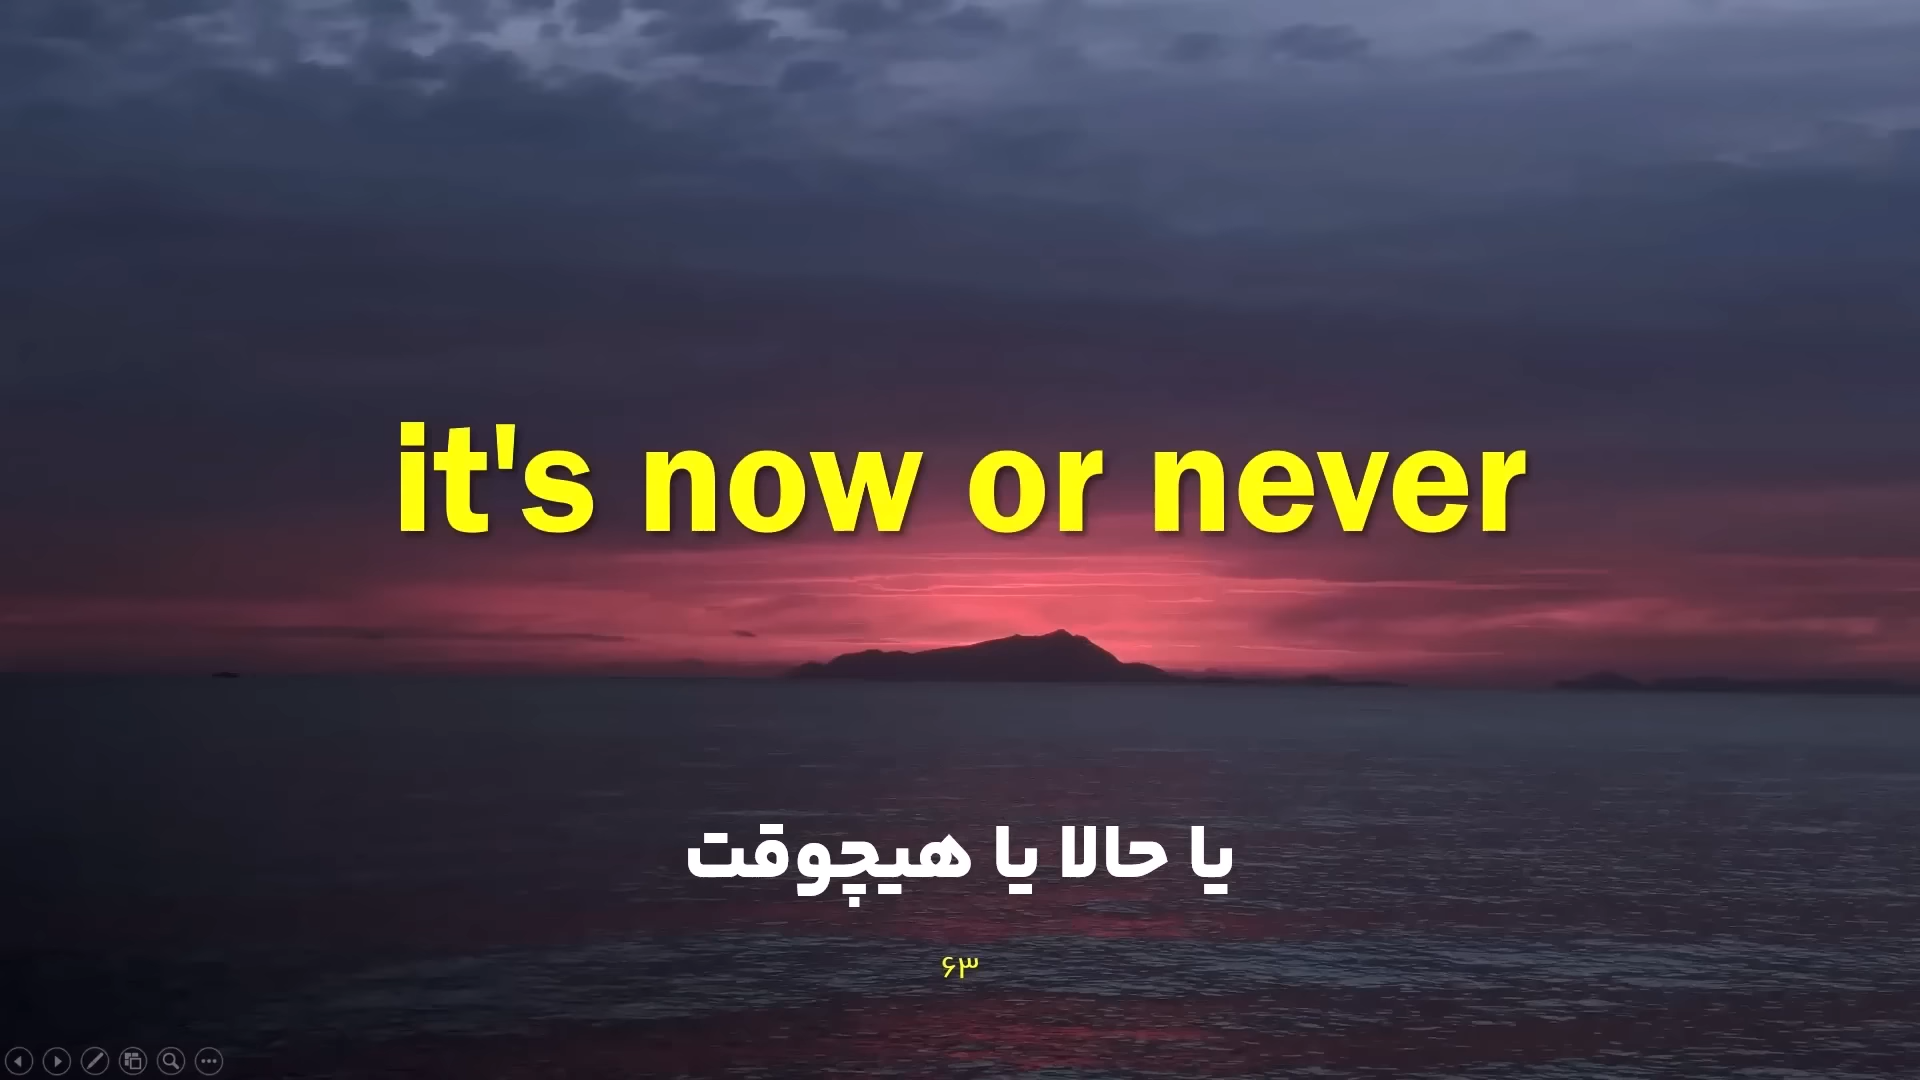 it's now or never
یا حالا یا هیچوقت
۶۳